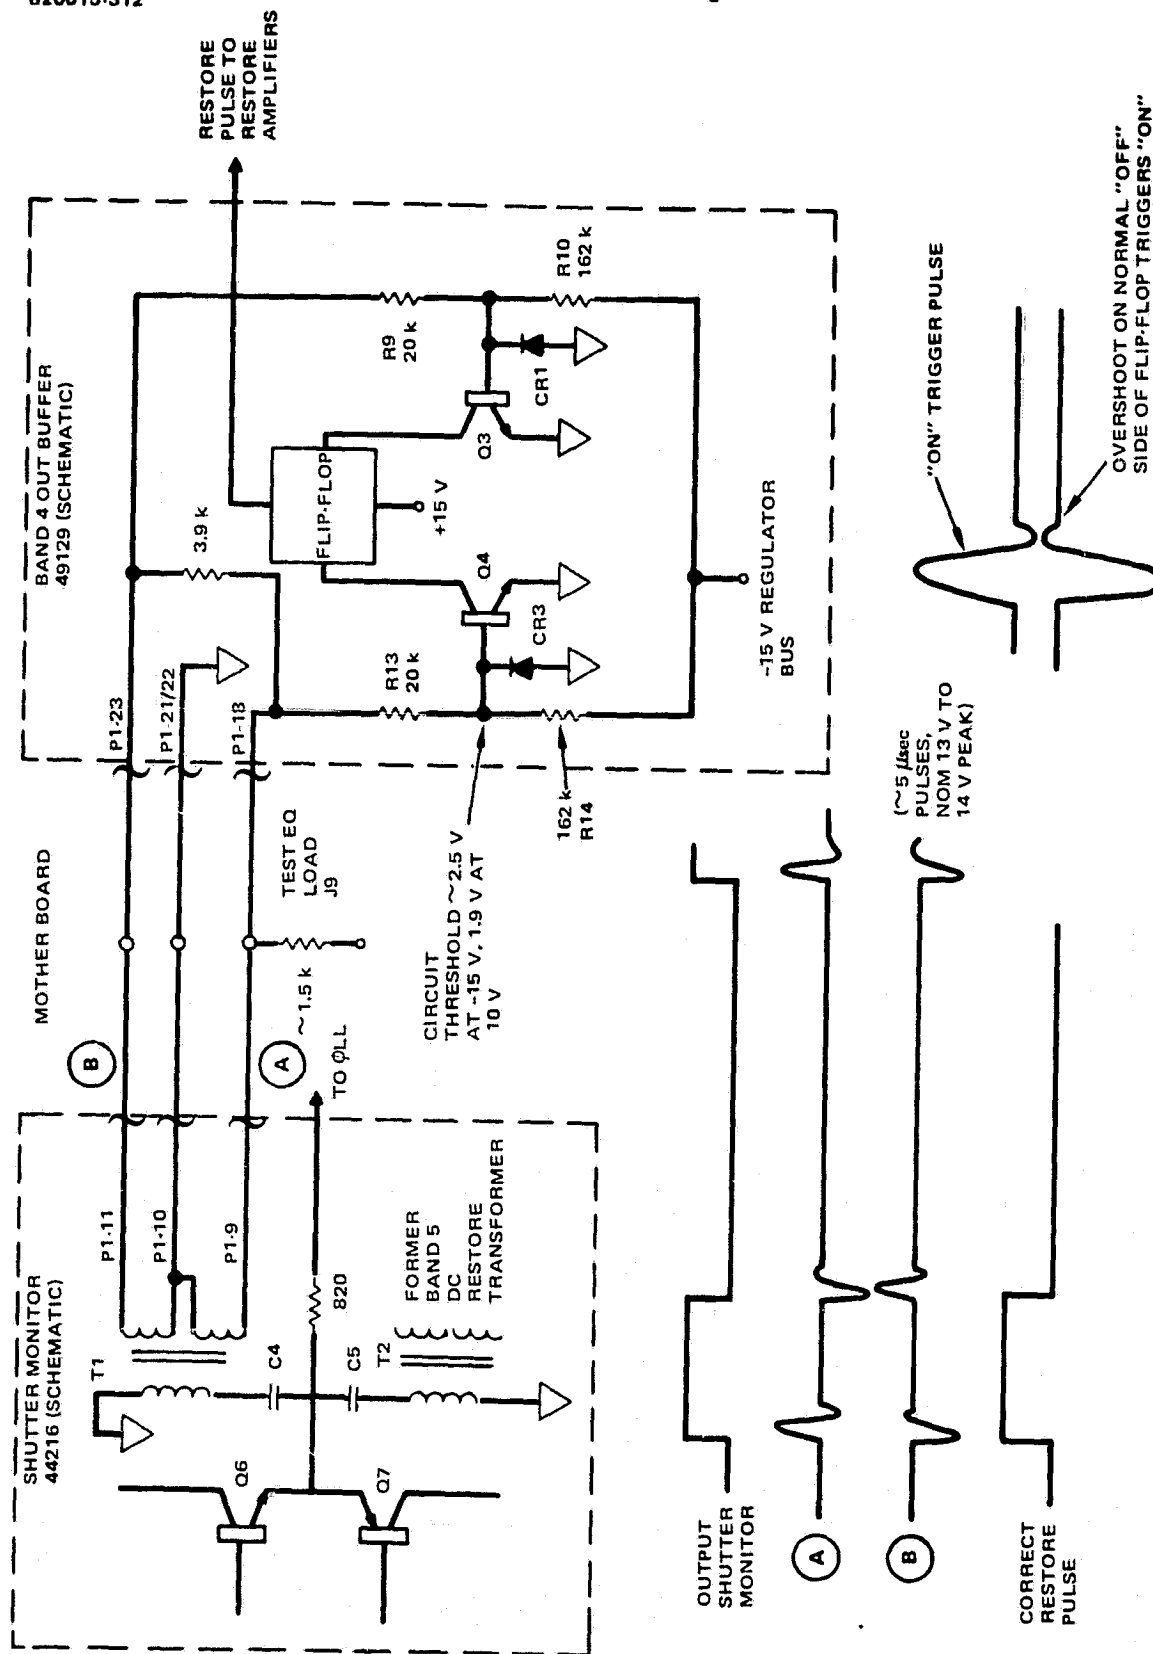 SHUTTER MONITOR
44216 (SCHEMATIC)
T1
P1-11
P1-10
P1-9
Q6
Q7
C4
C5
T2
820
FORMER
BAND 5
DC
RESTORE
TRANSFORMER
TO ϕLL
MOTHER BOARD
B
A
~1.5 k
TEST EQ
LOAD
J9
CIRCUIT
THRESHOLD ~2.5 V
AT -15 V, 1.9 V AT
10 V
BAND 4 OUT BUFFER
49129 (SCHEMATIC)
P1-23
P1-21/22
P1-18
3.9 k
R13
20 k
162 k
R14
CR3
Q4
FLIP-FLOP
+15 V
Q3
CR1
R9
20 k
R10
162 k
-15 V REGULATOR
BUS
RESTORE
PULSE TO
RESTORE
AMPLIFIERS
OUTPUT
SHUTTER
MONITOR
A
B
CORRECT
RESTORE
PULSE
(~5 μsec
PULSES,
NOM 13 V TO
14 V PEAK)
"ON" TRIGGER PULSE
OVERSHOOT ON NORMAL "OFF"
SIDE OF FLIP-FLOP TRIGGERS "ON"